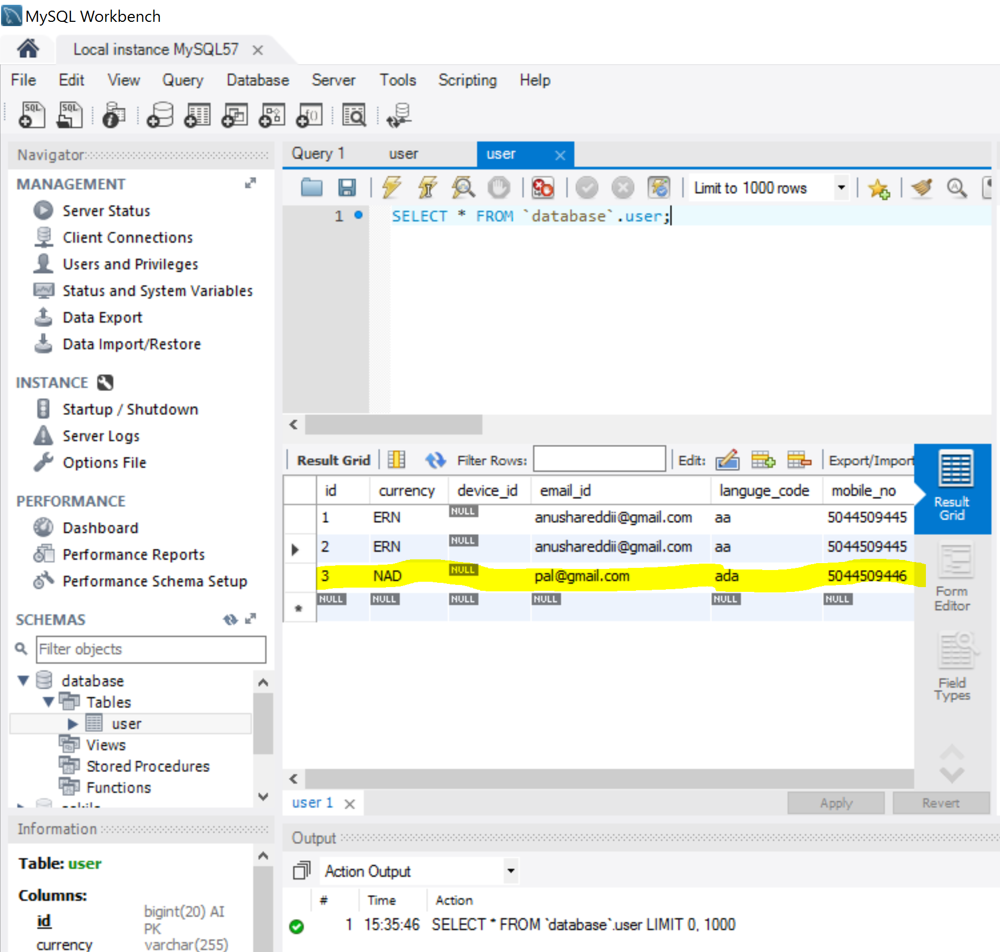 MySQL Workbench
Local instance MySQL57
File Edit View Query Database Server Tools Scripting Help
SQL SQL
Navigator
MANAGEMENT
Server Status
Client Connections
Users and Privileges
Status and System Variables
Data Export
Data Import/Restore
INSTANCE
Startup / Shutdown
Server Logs
Options File
PERFORMANCE
Dashboard
Performance Reports
Performance Schema Setup
SCHEMAS
Filter objects
database
Tables
user
Views
Stored Procedures
Functions
Information
Table: user
Columns:
id bigint(20) AI PK
currency varchar(255)
Query 1 user user
Limit to 1000 rows
1 SELECT * FROM `database`.user;
Result Grid Filter Rows: Edit: Export/Import
id currency device_id email_id languge_code mobile_no
1 ERN NULL anushareddii@gmail.com aa 5044509445
2 ERN NULL anushareddii@gmail.com aa 5044509445
3 NAD NULL pal@gmail.com ada 5044509446
* NULL NULL NULL NULL NULL NULL
Result Grid
Form Editor
Field Types
user 1 Apply Revert
Output
Action Output
# Time Action
1 15:35:46 SELECT * FROM `database`.user LIMIT 0, 1000